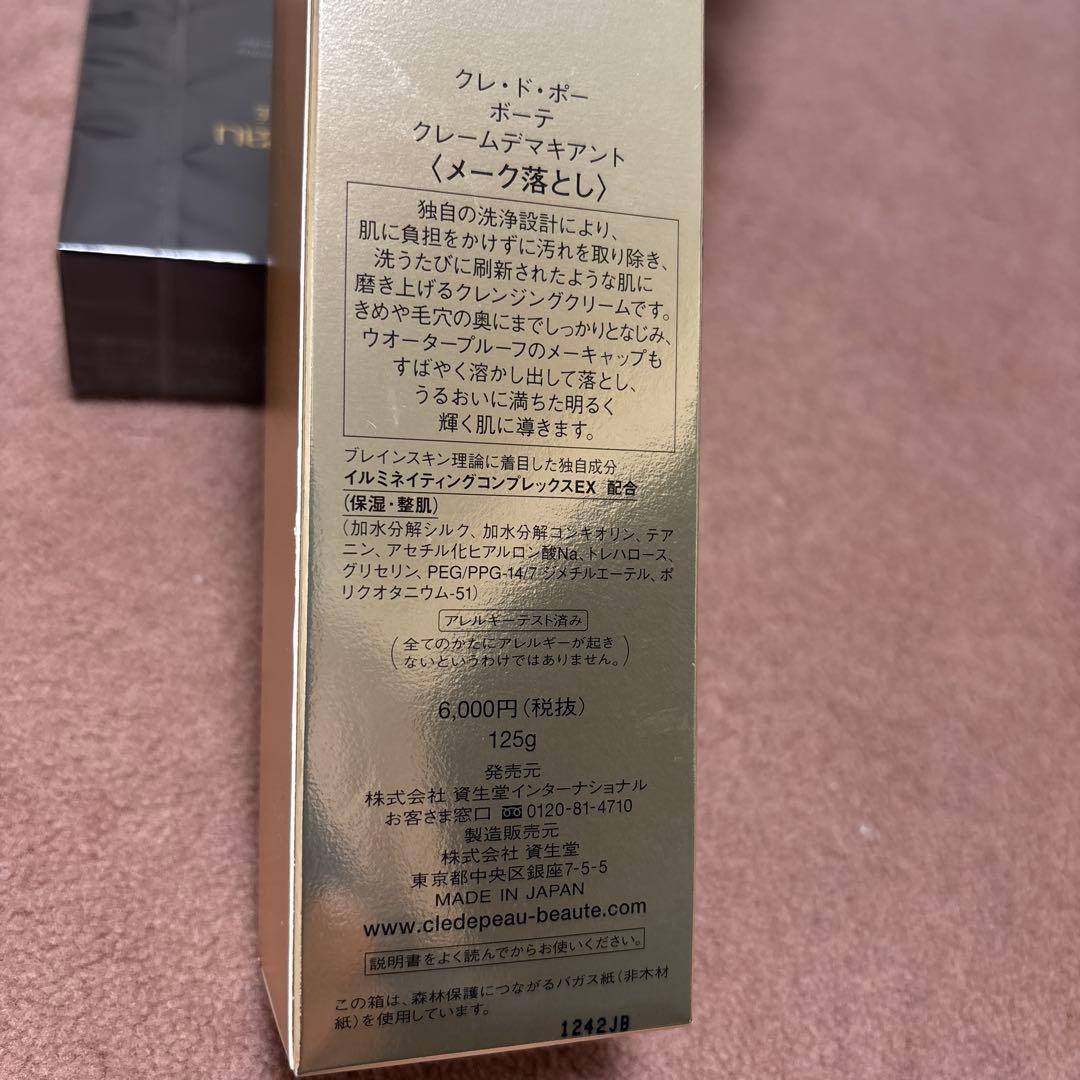 クレ・ド・ポー
ボーテ
クレームデマキアント
〈メーク落とし〉
独自の洗浄設計により、
肌に負担をかけずに汚れを取り除き、
洗うたびに刷新されたような肌に
磨き上げるクレンジングクリームです。
きめや毛穴の奥にまでしっかりとなじみ、
ウオータープルーフのメーキャップも
すばやく溶かし出して落とし、
うるおいに満ちた明るく
輝く肌に導きます。
ブレインスキン理論に着目した独自成分
イルミネイティングコンプレックスEX 配合
(保湿・整肌)
(加水分解シルク、加水分解コンキオリン、テア
ニン、アセチル化ヒアルロン酸Na、トレハロース、
グリセリン、PEG/PPG-14/7 ジメチルエーテル、ポ
リクオタニウム-51)
アレルギーテスト済み
(全てのかたにアレルギーが起き
ないというわけではありません。)
6,000円(税抜)
125g
発売元
株式会社 資生堂インターナショナル
お客さま窓口 0120-81-4710
製造販売元
株式会社 資生堂
東京都中央区銀座7-5-5
MADE IN JAPAN
www.cledepeau-beaute.com
説明書をよく読んでからお使いください。
この箱は、森林保護につながるバガス紙(非木材
紙)を使用しています。
1242JB